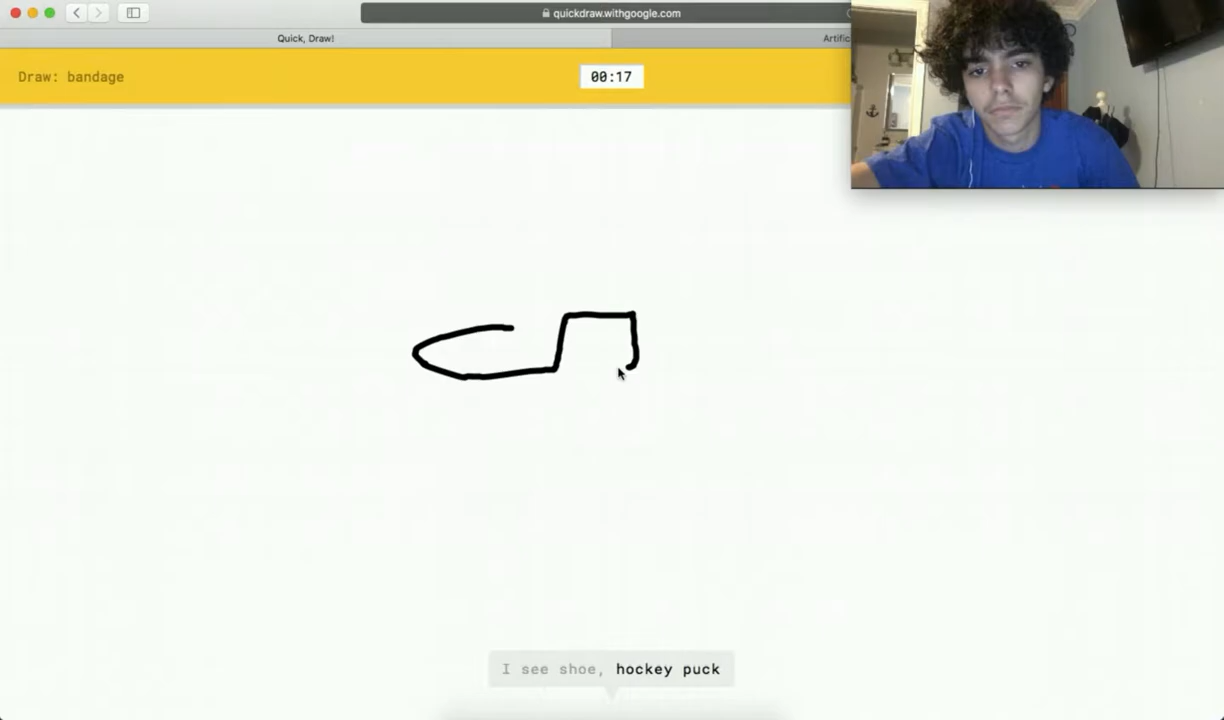 quickdraw.withgoogle.com
Quick, Draw!
Artific
Draw: bandage
00:17
I see shoe, hockey puck